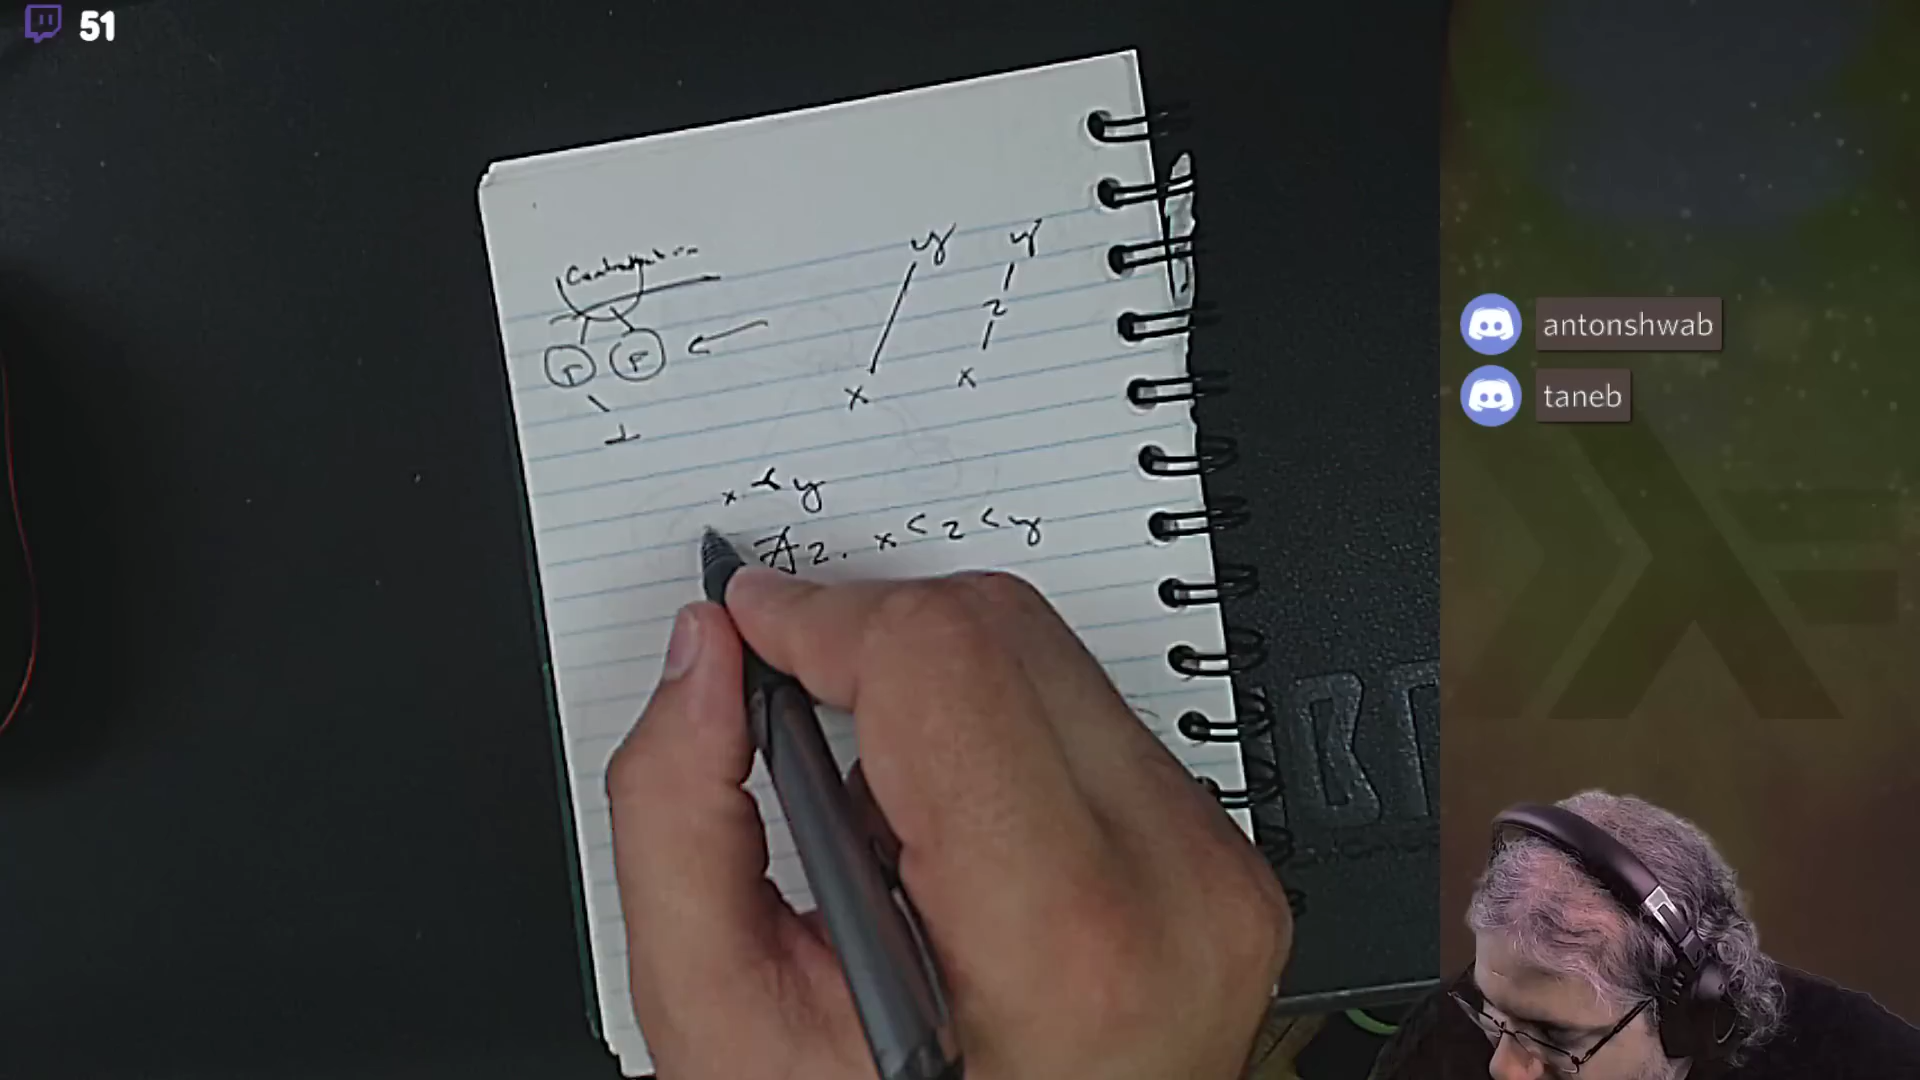 51
y y
z
x x
P P
⊥
x ⋖ y
∄ z. x < z < y
antonshwab
taneb